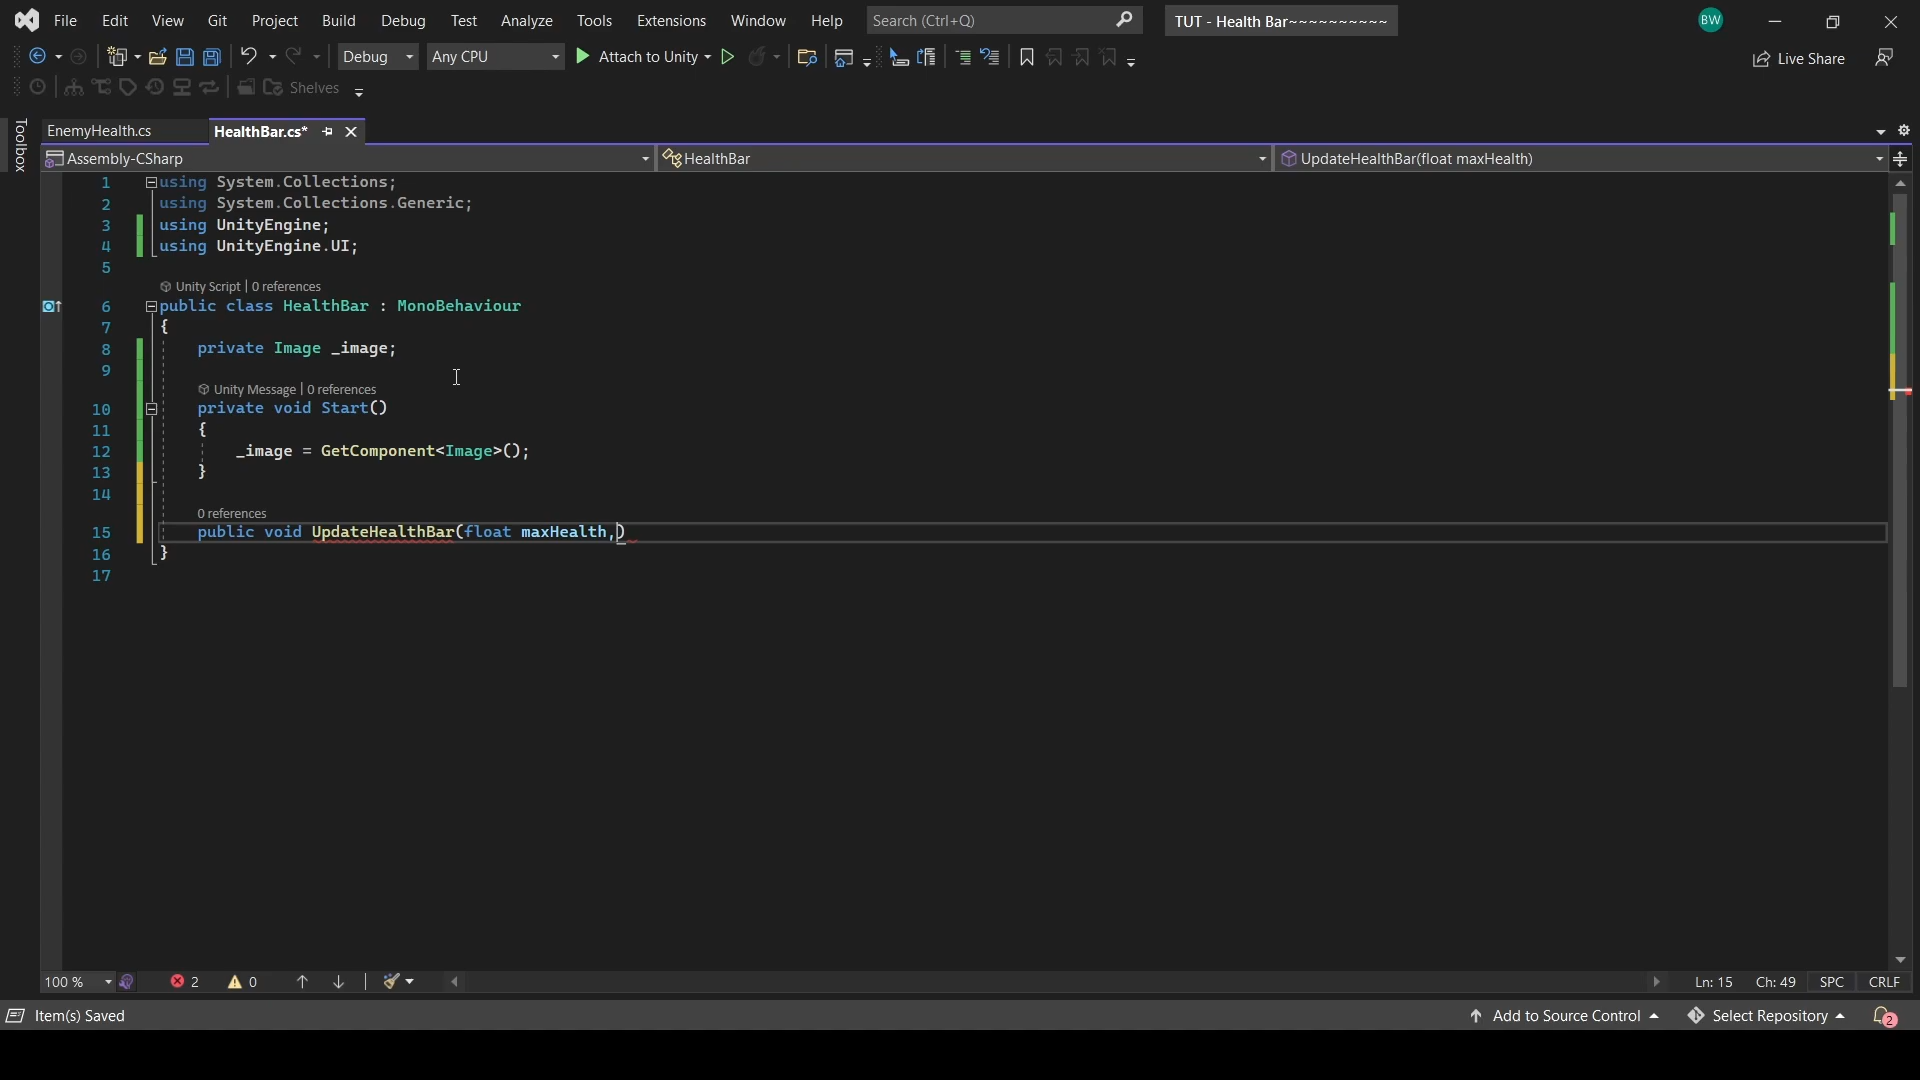 File Edit View Git Project Build Debug Test Analyze Tools Extensions Window Help Search (Ctrl+Q) TUT - Health Bar~~~~~~~~~~ BW
Debug Any CPU Attach to Unity Live Share
Shelves
Toolbox
EnemyHealth.cs HealthBar.cs*
Assembly-CSharp HealthBar UpdateHealthBar(float maxHealth)
1 using System.Collections;
2 using System.Collections.Generic;
3 using UnityEngine;
4 using UnityEngine.UI;
5
Unity Script | 0 references
6 public class HealthBar : MonoBehaviour
7 {
8 private Image _image;
9
Unity Message | 0 references
10 private void Start()
11 {
12 _image = GetComponent<Image>();
13 }
14
0 references
15 public void UpdateHealthBar(float maxHealth,)
16 }
17
100 % 2 0 Ln: 15 Ch: 49 SPC CRLF
Item(s) Saved Add to Source Control Select Repository 2